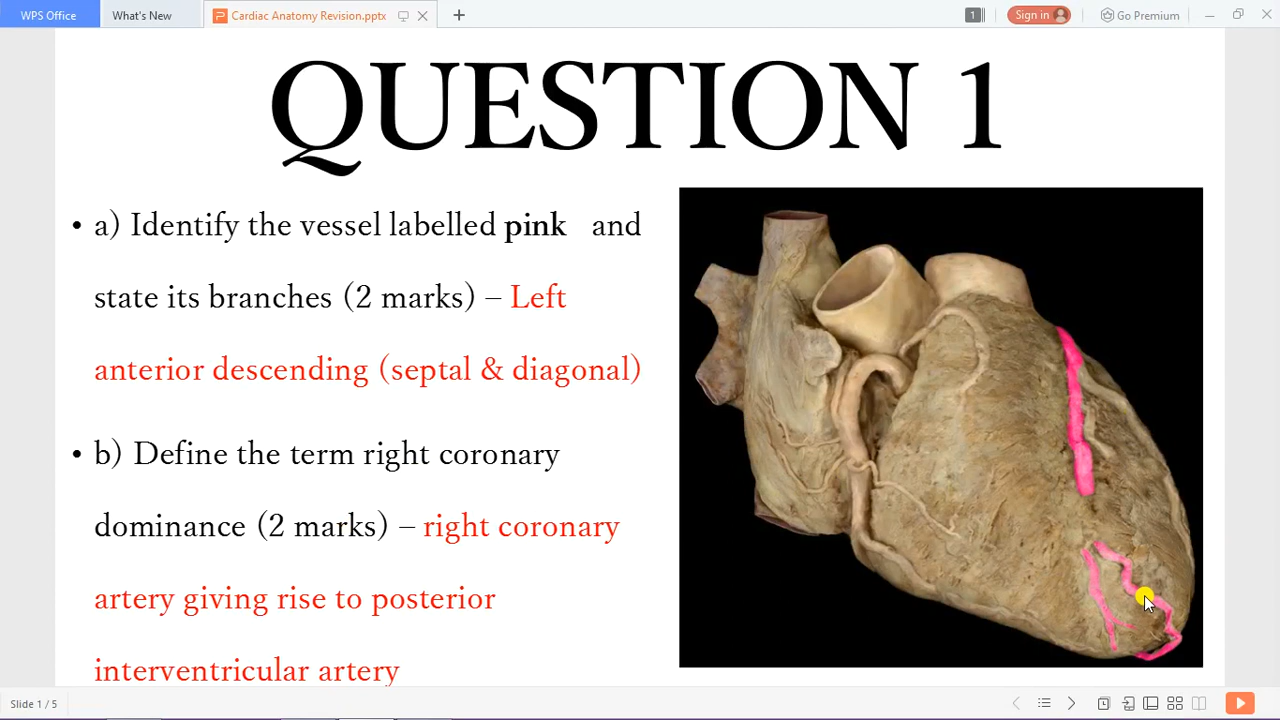 WPS Office What's New Cardiac Anatomy Revision.pptx 1 Sign in Go Premium
QUESTION 1
• a) Identify the vessel labelled pink and
state its branches (2 marks) – Left
anterior descending (septal & diagonal)
• b) Define the term right coronary
dominance (2 marks) – right coronary
artery giving rise to posterior
interventricular artery
Slide 1 / 5